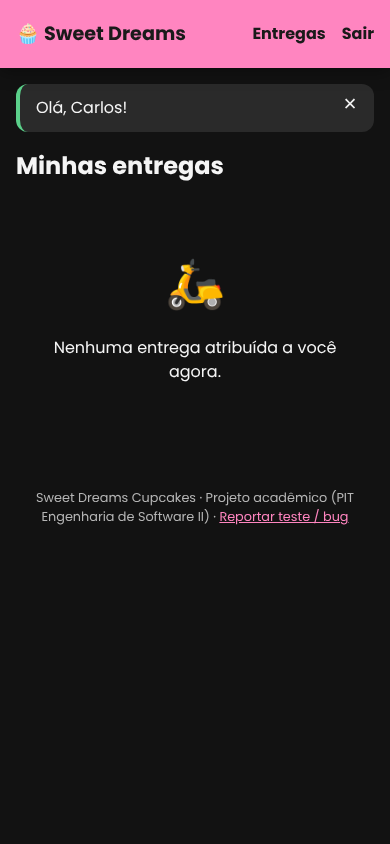 🧁 Sweet Dreams Entregas Sair
Olá, Carlos! ✕
Minhas entregas
Nenhuma entrega atribuída a você
agora.
Sweet Dreams Cupcakes · Projeto acadêmico (PIT
Engenharia de Software II) · Reportar teste / bug